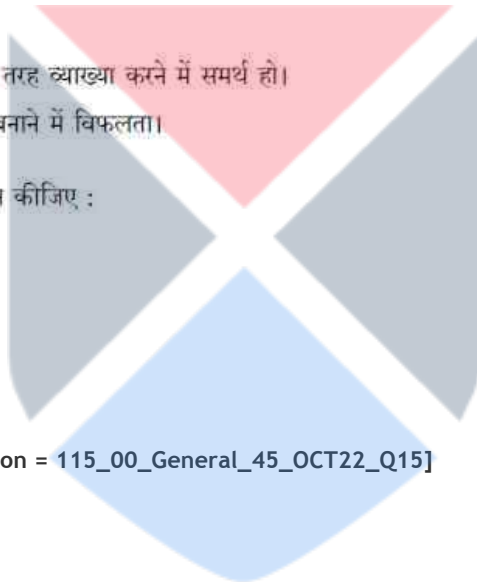 तरह व्याख्या करने में समर्थ हो।
बनाने में विफलता।
कीजिए :
on = 115_00_General_45_OCT22_Q15]